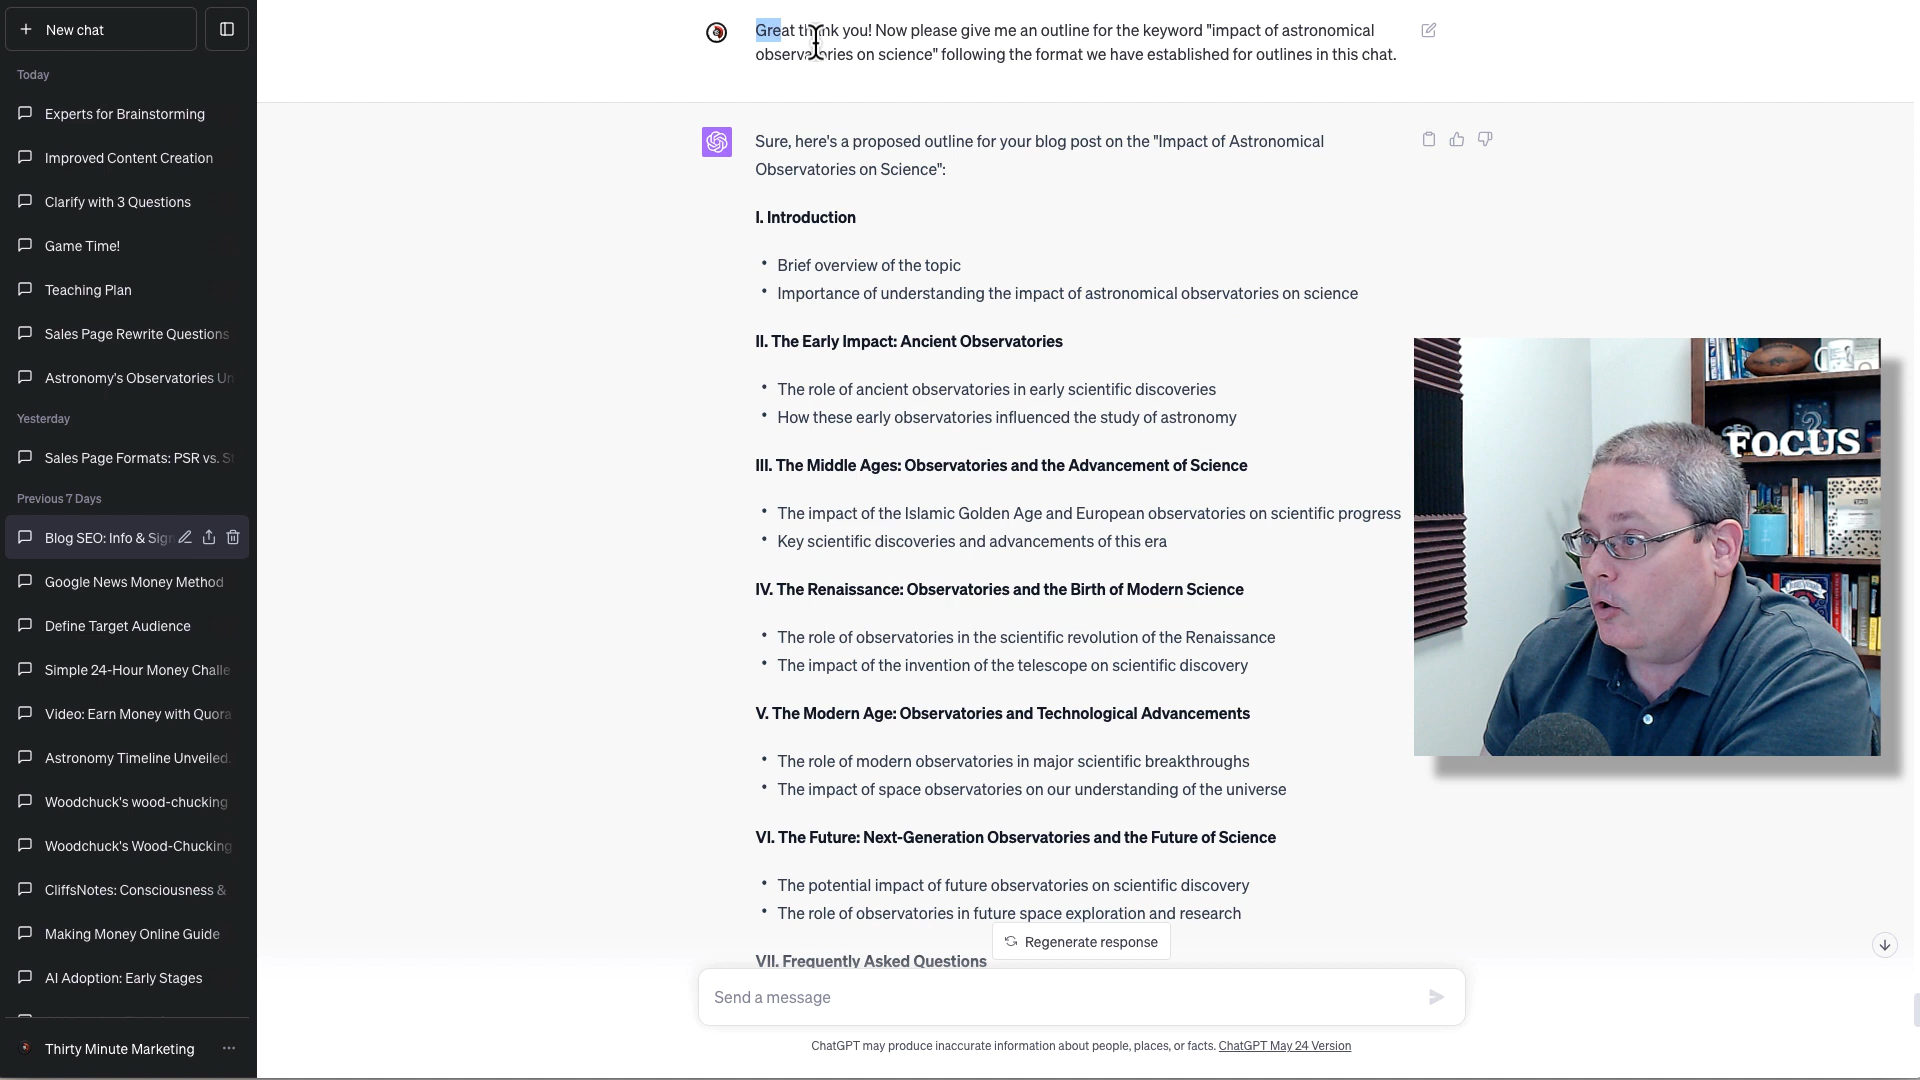 New chat
Today
Experts for Brainstorming
Improved Content Creation
Clarify with 3 Questions
Game Time!
Teaching Plan
Sales Page Rewrite Questions
Astronomy's Observatories Un
Yesterday
Sales Page Formats: PSR vs. St
Previous 7 Days
Blog SEO: Info & Sign
Google News Money Method
Define Target Audience
Simple 24-Hour Money Challe
Video: Earn Money with Quora
Astronomy Timeline Unveiled.
Woodchuck's wood-chucking
Woodchuck's Wood-Chucking
CliffsNotes: Consciousness &
Making Money Online Guide
AI Adoption: Early Stages
Thirty Minute Marketing
Great thank you! Now please give me an outline for the keyword "impact of astronomical
observatories on science" following the format we have established for outlines in this chat.
Sure, here's a proposed outline for your blog post on the "Impact of Astronomical
Observatories on Science":
I. Introduction
• Brief overview of the topic
• Importance of understanding the impact of astronomical observatories on science
II. The Early Impact: Ancient Observatories
• The role of ancient observatories in early scientific discoveries
• How these early observatories influenced the study of astronomy
III. The Middle Ages: Observatories and the Advancement of Science
• The impact of the Islamic Golden Age and European observatories on scientific progress
• Key scientific discoveries and advancements of this era
IV. The Renaissance: Observatories and the Birth of Modern Science
• The role of observatories in the scientific revolution of the Renaissance
• The impact of the invention of the telescope on scientific discovery
V. The Modern Age: Observatories and Technological Advancements
• The role of modern observatories in major scientific breakthroughs
• The impact of space observatories on our understanding of the universe
VI. The Future: Next-Generation Observatories and the Future of Science
• The potential impact of future observatories on scientific discovery
• The role of observatories in future space exploration and research
VII. Frequently Asked Questions
Regenerate response
Send a message
ChatGPT may produce inaccurate information about people, places, or facts. ChatGPT May 24 Version
FOCUS